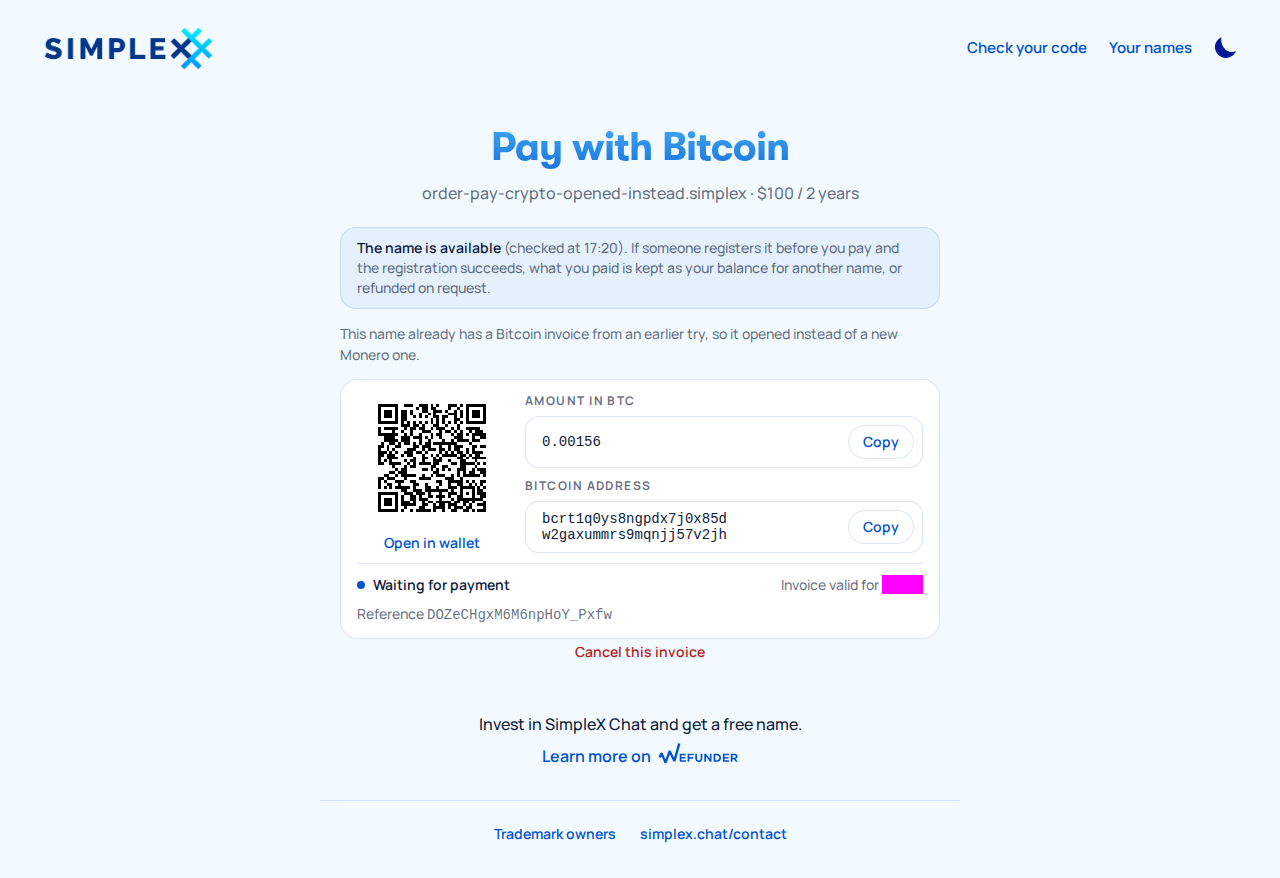 SIMPLEX
Check your code
Your names
Pay with Bitcoin
order-pay-crypto-opened-instead.simplex · $100 / 2 years
The name is available (checked at 17:20). If someone registers it before you pay and
the registration succeeds, what you paid is kept as your balance for another name, or
refunded on request.
This name already has a Bitcoin invoice from an earlier try, so it opened instead of a new
Monero one.
AMOUNT IN BTC
0.00156
Copy
BITCOIN ADDRESS
bcrt1q0ys8ngpdx7j0x85d
w2gaxummrs9mqnjj57v2jh
Copy
Open in wallet
Waiting for payment
Invoice valid for
Reference DOZeCHgxM6M6npHoY_Pxfw
Cancel this invoice
Invest in SimpleX Chat and get a free name.
Learn more on WEFUNDER
Trademark owners
simplex.chat/contact